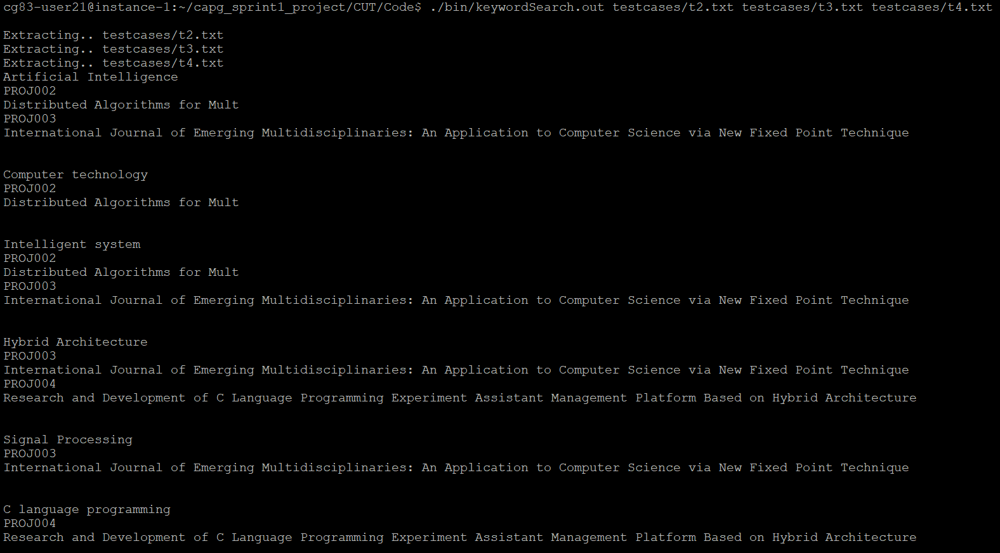 cg83-user21@instance-1:~/capg_sprint1_project/CUT/Code$ ./bin/keywordSearch.out testcases/t2.txt testcases/t3.txt testcases/t4.txt
Extracting.. testcases/t2.txt
Extracting.. testcases/t3.txt
Extracting.. testcases/t4.txt
Artificial Intelligence
PROJ002
Distributed Algorithms for Mult
PROJ003
International Journal of Emerging Multidisciplinaries: An Application to Computer Science via New Fixed Point Technique
Computer technology
PROJ002
Distributed Algorithms for Mult
Intelligent system
PROJ002
Distributed Algorithms for Mult
PROJ003
International Journal of Emerging Multidisciplinaries: An Application to Computer Science via New Fixed Point Technique
Hybrid Architecture
PROJ003
International Journal of Emerging Multidisciplinaries: An Application to Computer Science via New Fixed Point Technique
PROJ004
Research and Development of C Language Programming Experiment Assistant Management Platform Based on Hybrid Architecture
Signal Processing
PROJ003
International Journal of Emerging Multidisciplinaries: An Application to Computer Science via New Fixed Point Technique
C language programming
PROJ004
Research and Development of C Language Programming Experiment Assistant Management Platform Based on Hybrid Architecture